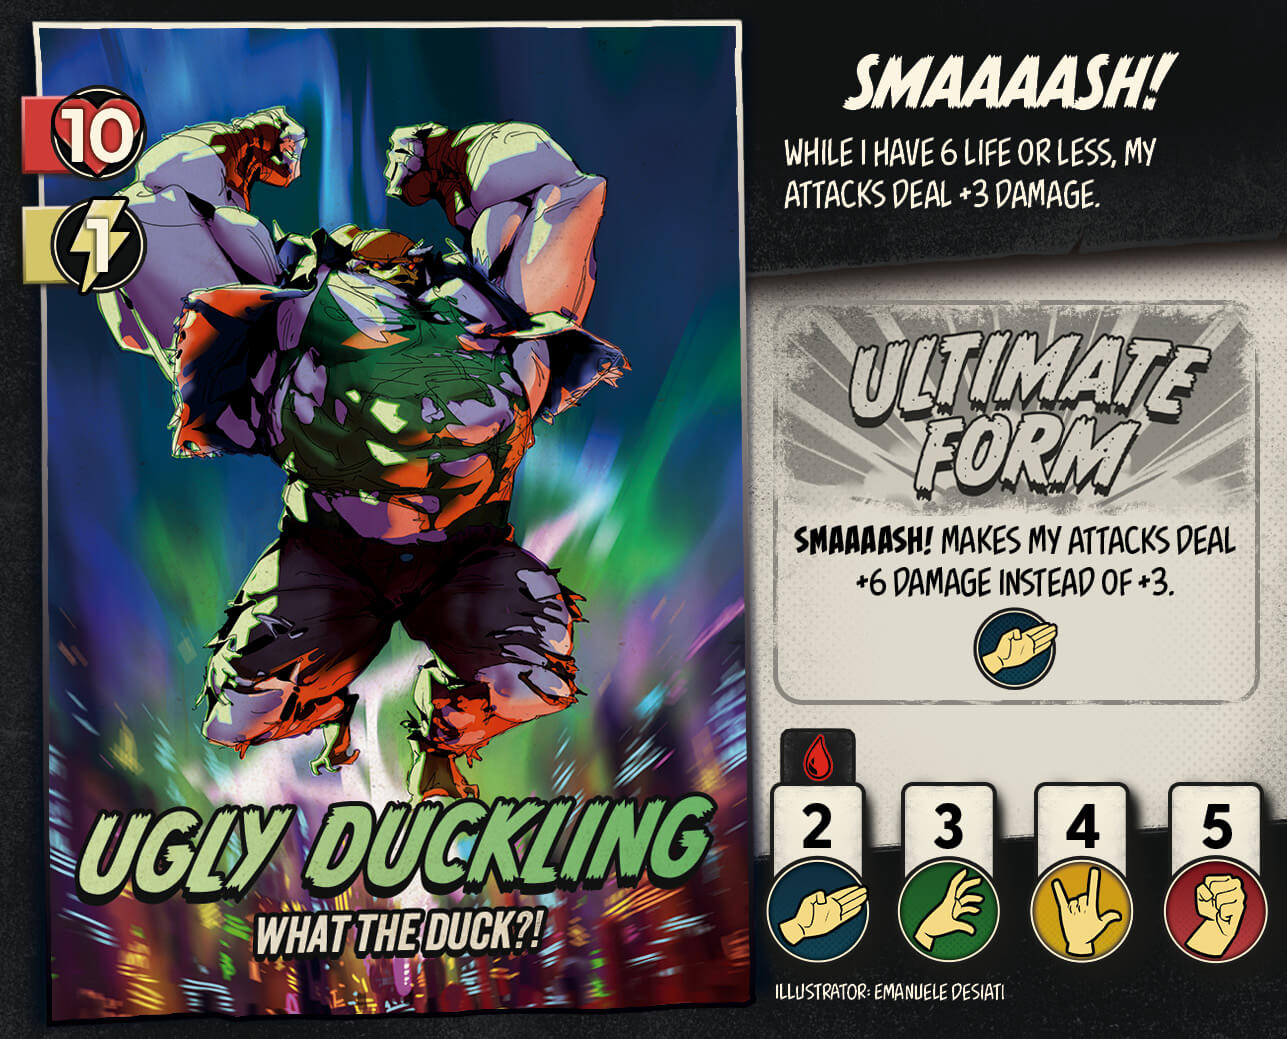 10
1
UGLY DUCKLING
WHAT THE DUCK?!
SMAAAASH!
WHILE I HAVE 6 LIFE OR LESS, MY
ATTACKS DEAL +3 DAMAGE.
ULTIMATE
FORM
SMAAAASH! MAKES MY ATTACKS DEAL
+6 DAMAGE INSTEAD OF +3.
2 3 4 5
ILLUSTRATOR: EMANUELE DESIATI